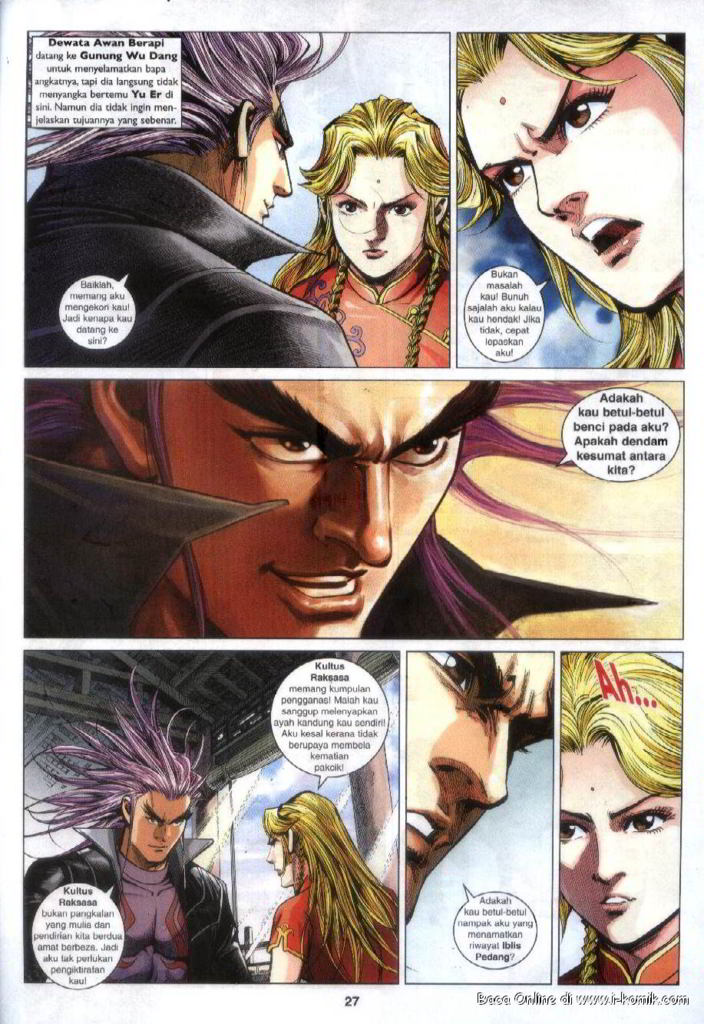 Dewata Awan Berapi
datang ke Gunung Wu Dang
untuk menyelamatkan bapa
angkatnya, tapi dia langsung tidak
menyangka bertemu Yu Er di
sini. Namun dia tidak ingin men-
jelaskan tujuannya yang sebenar.
Baiklah,
memang aku
mengekori kau!
Jadi kenapa kau
datang ke
sini?
Bukan
masalah
kau! Bunuh
sajalah aku kalau
kau hendak! Jika
tidak, cepat
lepaskan
aku!
Adakah
kau betul-betul
benci pada aku?
Apakah dendam
kesumat antara
kita?
Kultus
Raksasa
memang kumpulan
pengganas! Malah kau
sanggup melenyapkan
ayah kandung kau sendiri!
Aku kesal kerana tidak
berupaya membela
kematian
pakcik!
Kultus
Raksasa
bukan pangkalan
yang mulia dan
pendirian kita berdua
amat berbeza. Jadi
aku tak perlukan
pengiktiratan
kau!
Adakah
kau betul-betul
nampak aku yang
menamatkan
riwayat Iblis
Pedang?
Ah...
27
Baca Online di www.i-komik.com